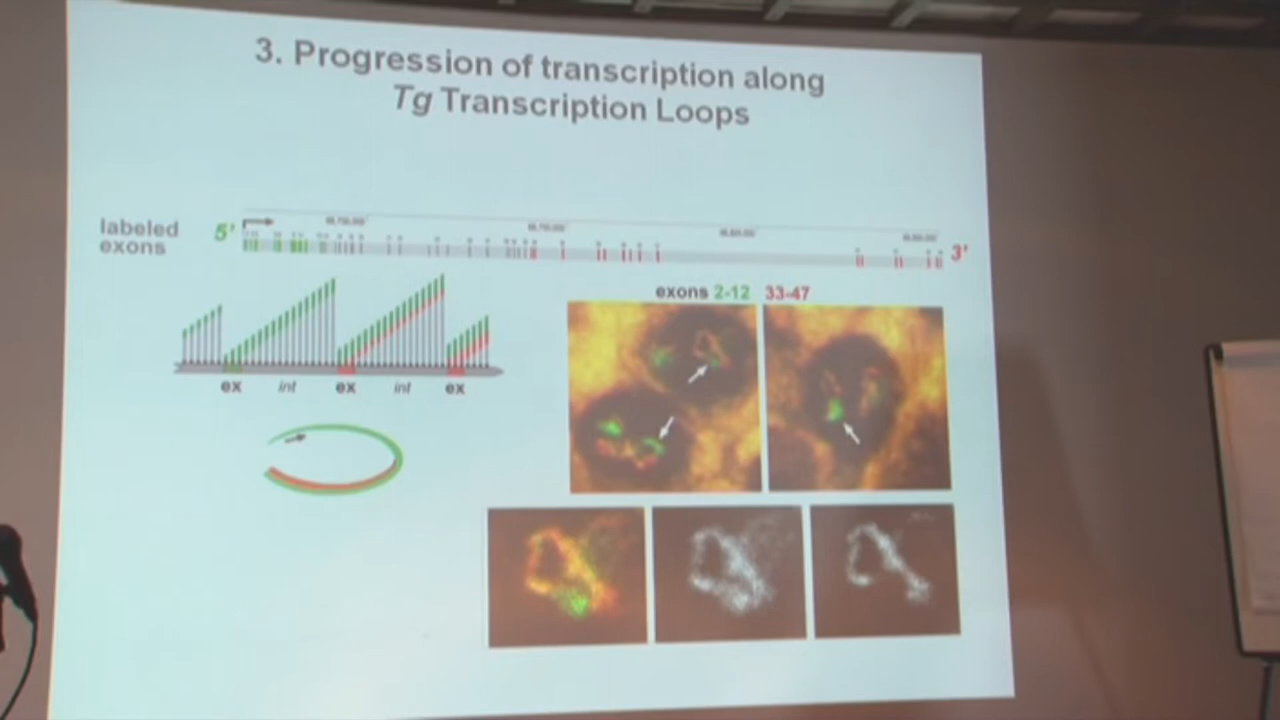 3. Progression of transcription along
Tg Transcription Loops
labeled
exons
5'
3'
exons 2-12 33-47
ex int ex int ex